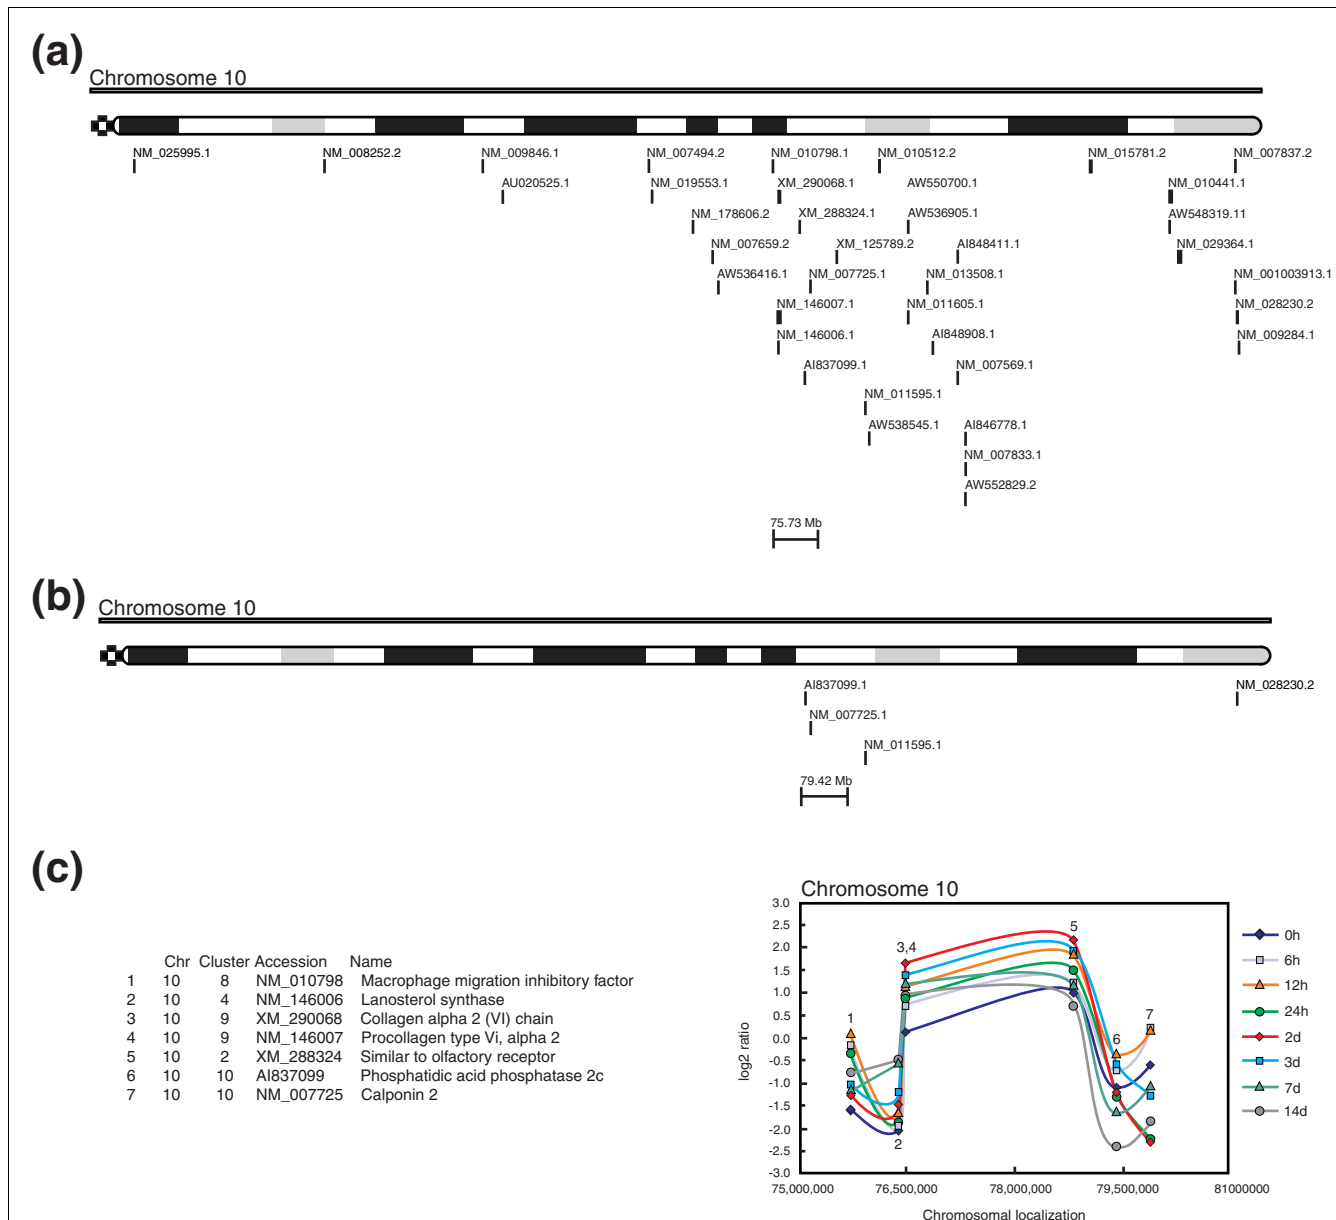 (a)
Chromosome 10
NM_025995.1 NM_008252.2 NM_009846.1 NM_007494.2 NM_010798.1 NM_010512.2 NM_015781.2 NM_007837.2
AU020525.1 NM_019553.1 XM_290068.1 AW550700.1 NM_010441.1
NM_178606.2 XM_288324.1 AW536905.1 AW548319.11
NM_007659.2 XM_125789.2 AI848411.1 NM_029364.1
AW536416.1 NM_007725.1 NM_013508.1 NM_001003913.1
NM_146007.1 NM_011605.1 NM_028230.2
NM_146006.1 AI848908.1 NM_009284.1
AI837099.1 NM_007569.1
NM_011595.1
AW538545.1 AI846778.1
NM_007833.1
AW552829.2
75.73 Mb
(b)
Chromosome 10
AI837099.1 NM_028230.2
NM_007725.1
NM_011595.1
79.42 Mb
(c)
Chr Cluster Accession Name
1 10 8 NM_010798 Macrophage migration inhibitory factor
2 10 4 NM_146006 Lanosterol synthase
3 10 9 XM_290068 Collagen alpha 2 (VI) chain
4 10 9 NM_146007 Procollagen type Vi, alpha 2
5 10 2 XM_288324 Similar to olfactory receptor
6 10 10 AI837099 Phosphatidic acid phosphatase 2c
7 10 10 NM_007725 Calponin 2
Chromosome 10
log2 ratio
3.0
2.5
2.0
1.5
1.0
0.5
0.0
-0.5
-1.0
-1.5
-2.0
-2.5
-3.0
1
2
3,4
5
6
7
75,000,000 76,500,000 78,000,000 79,500,000 81000000
Chromosomal localization
0h
6h
12h
24h
2d
3d
7d
14d